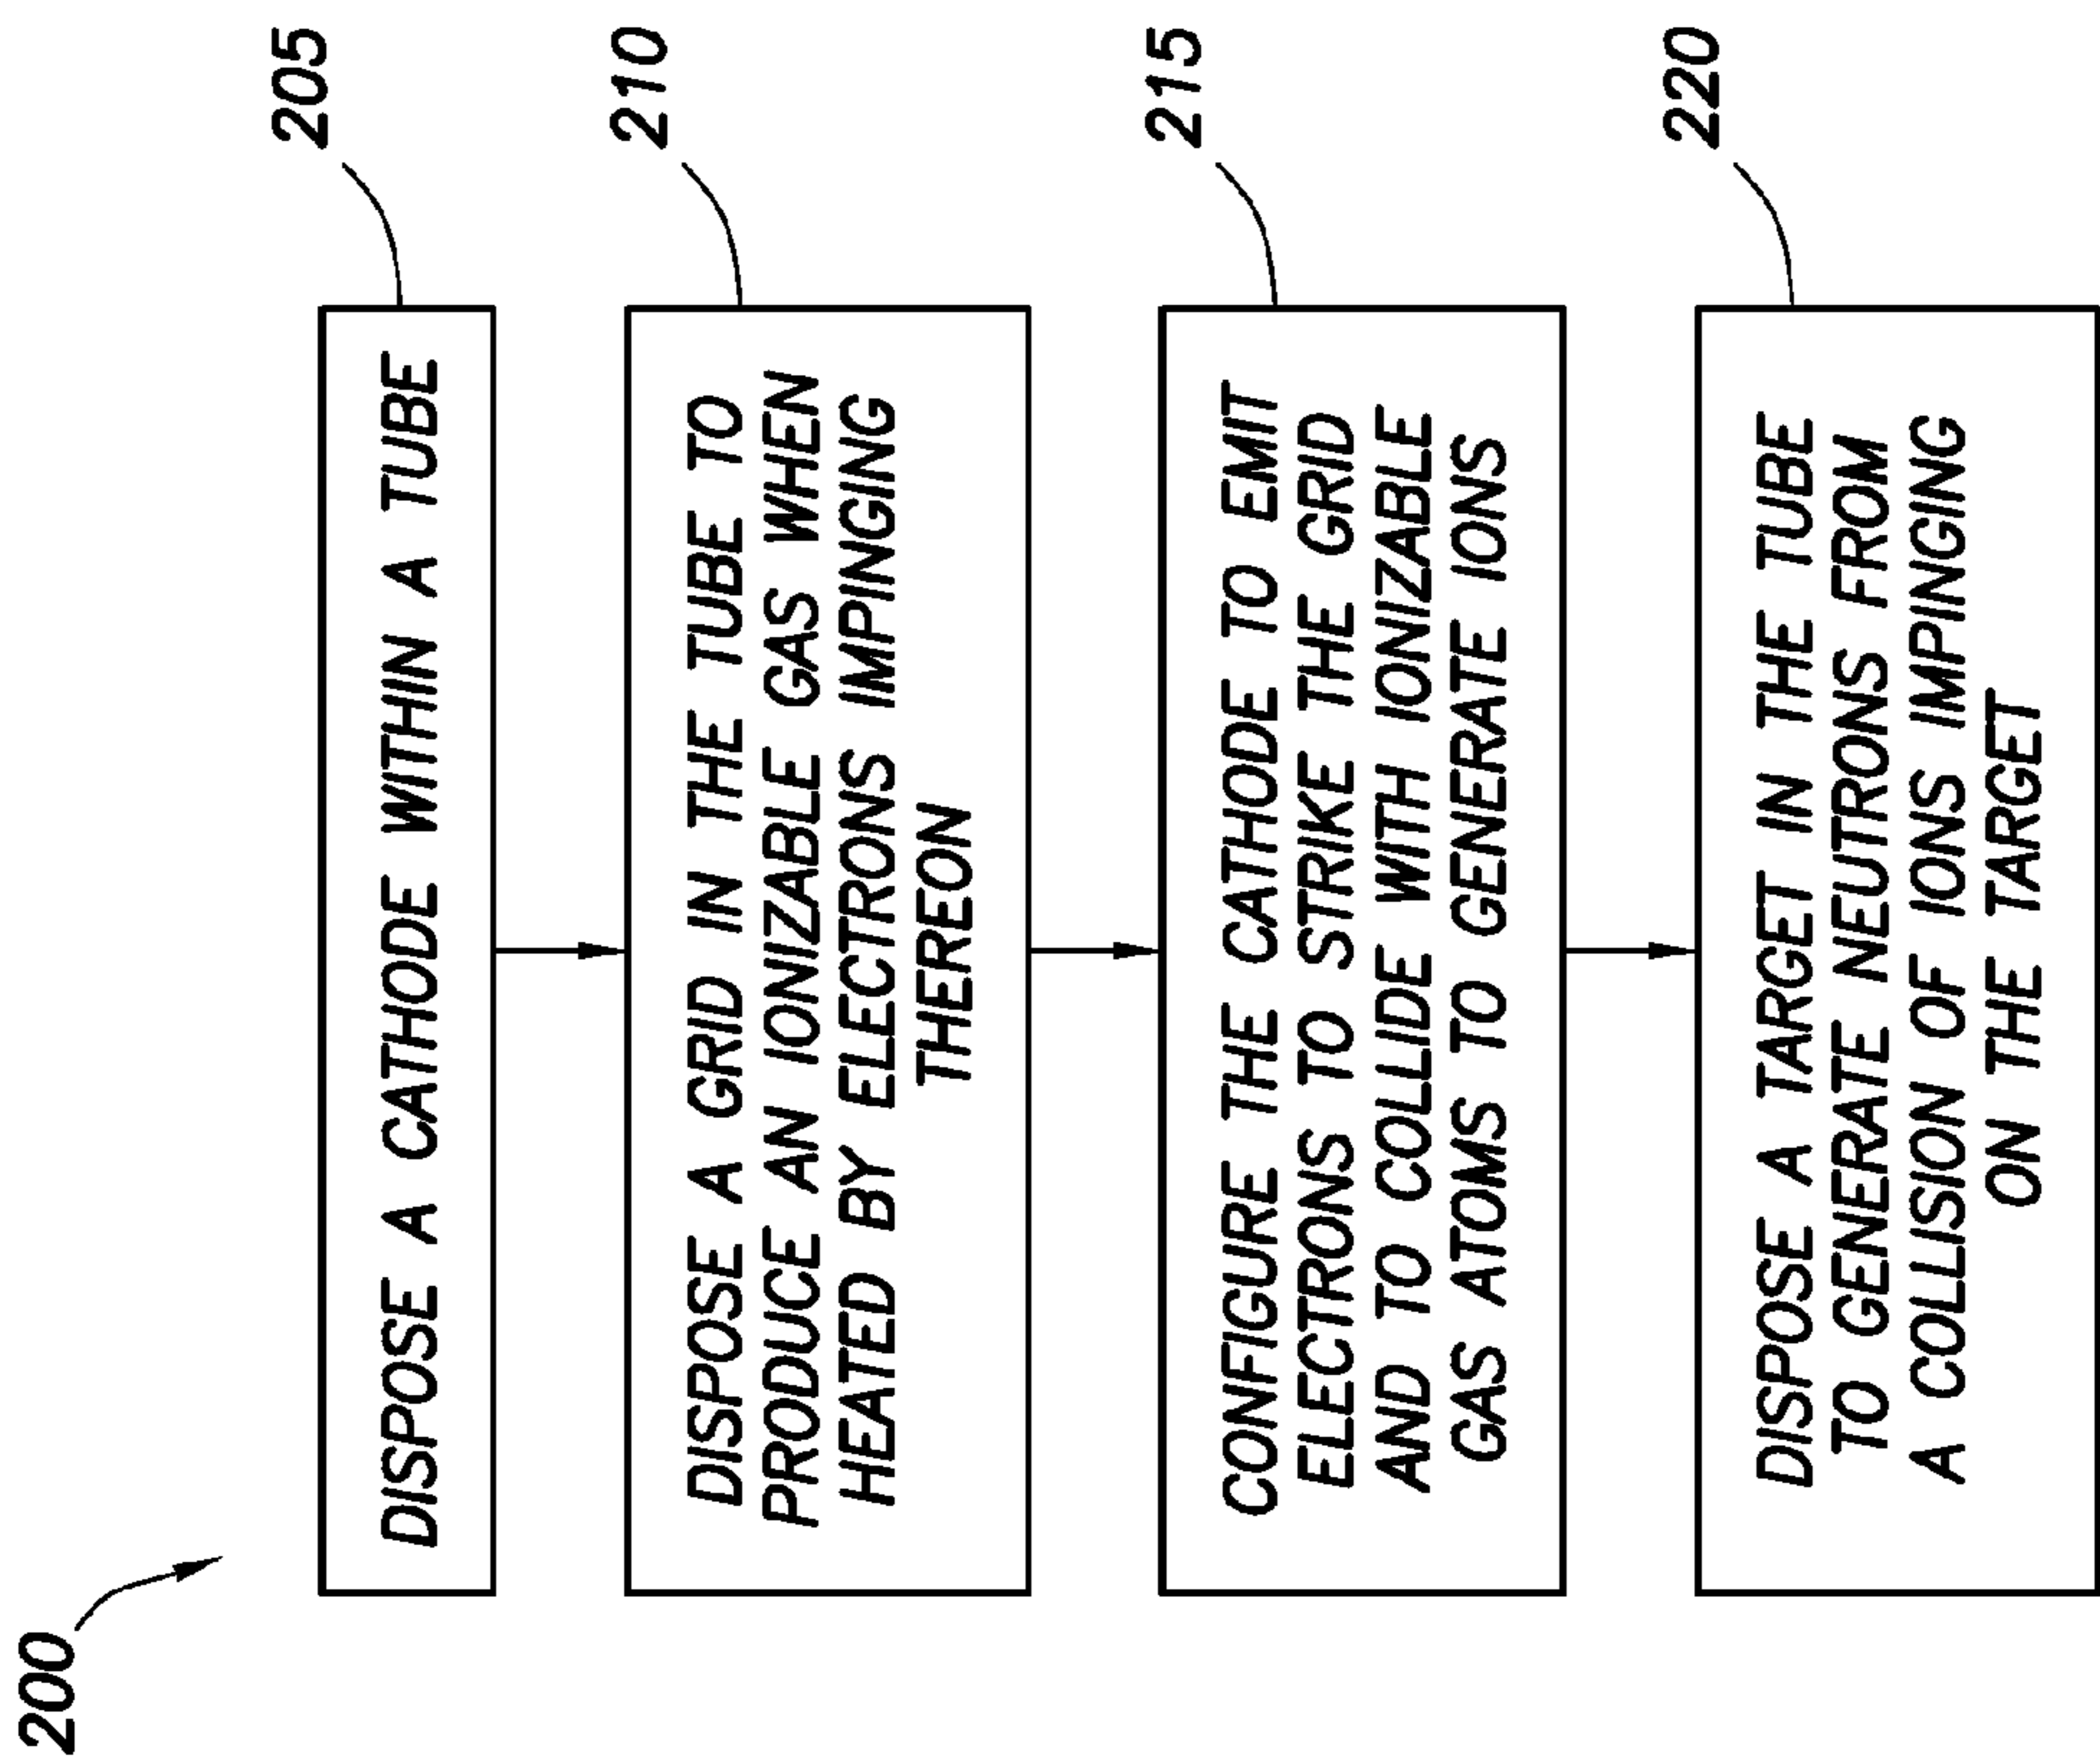 200
205
DISPOSE A CATHODE WITHIN A TUBE
210
DISPOSE A GRID IN THE TUBE TO
PRODUCE AN IONIZABLE GAS WHEN
HEATED BY ELECTRONS IMPINGING
THEREON
215
CONFIGURE THE CATHODE TO EMIT
ELECTRONS TO STRIKE THE GRID
AND TO COLLIDE WITH IONIZABLE
GAS ATOMS TO GENERATE IONS
220
DISPOSE A TARGET IN THE TUBE
TO GENERATE NEUTRONS FROM
A COLLISION OF IONS IMPINGING
ON THE TARGET